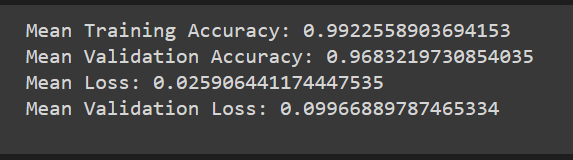 Mean Training Accuracy: 0.9922558903694153
Mean Validation Accuracy: 0.9683219730854035
Mean Loss: 0.025906441174447535
Mean Validation Loss: 0.09966889787465334